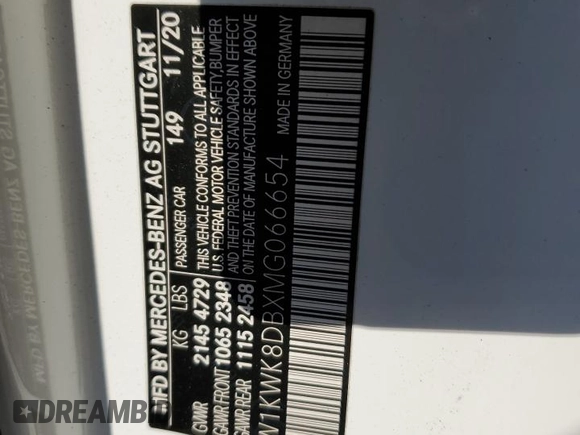 MFD BY MERCEDES-BENZ AG STUTTGART
KG LBS PASSENGER CAR 149 11/20
GVWR 2145 4729
GAWR FRONT 1065 2348
GAWR REAR 1115 2458
THIS VEHICLE CONFORMS TO ALL APPLICABLE
U.S. FEDERAL MOTOR VEHICLE SAFETY, BUMPER
AND THEFT PREVENTION STANDARDS IN EFFECT
ON THE DATE OF MANUFACTURE SHOWN ABOVE
W1KWK8DBXMG066654 MADE IN GERMANY